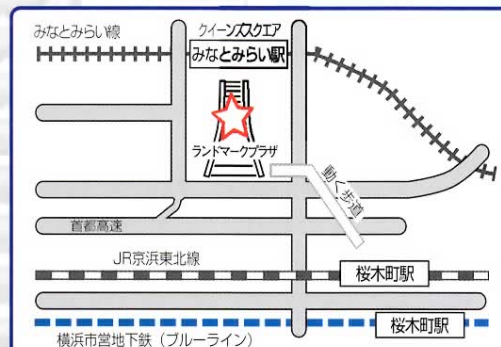 みなとみらい線
クイーンズスクエア
みなとみらい駅
ランドマークプラザ
動く歩道
首都高速
JR京浜東北線
桜木町駅
桜木町駅
横浜市営地下鉄（ブルーライン）